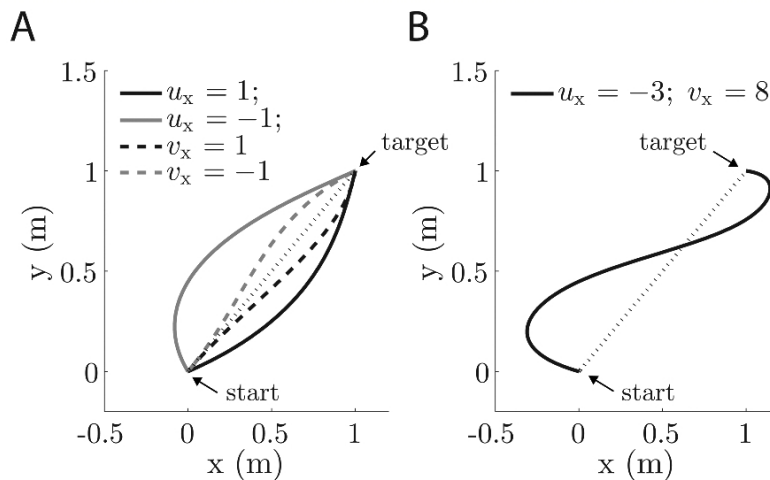 A
1.5
1
0.5
0
y (m)
-0.5
0
0.5
1
x (m)
u_x = 1;
u_x = −1;
v_x = 1
v_x = −1
target
start
B
1.5
1
0.5
0
y (m)
-0.5
0
0.5
1
x (m)
u_x = −3; v_x = 8
target
start